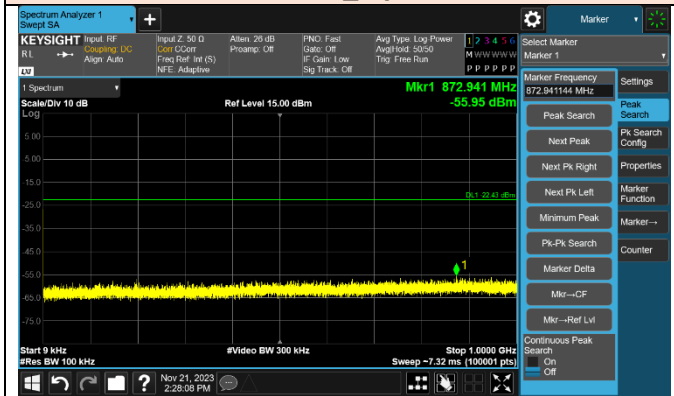 Spectrum Analyzer 1
Swept SA
+
Marker
KEYSIGHT
Input: RF
Input Z: 50 Ω
Atten: 26 dB
PNO: Fast
Avg Type: Log-Power
1 2 3 4 5 6
RL
Coupling: DC
Corr CCorr
Preamp: Off
Gate: Off
Avg|Hold: 50/50
M W W W W W
Align: Auto
Freq Ref: Int (S)
IF Gain: Low
Trig: Free Run
P P P P P P
LXI
NFE: Adaptive
Sig Track: Off
Select Marker
Marker 1
1 Spectrum
Mkr1 872.941 MHz
Scale/Div 10 dB
Ref Level 15.00 dBm
-55.95 dBm
Log
5.00
-5.00
-15.0
-25.0
-35.0
-45.0
-55.0
-65.0
-75.0
DL1 -22.43 dBm
1
Start 9 kHz
#Video BW 300 kHz
Stop 1.0000 GHz
#Res BW 100 kHz
Sweep ~7.32 ms (100001 pts)
Marker Frequency
872.941144 MHz
Peak Search
Next Peak
Next Pk Right
Next Pk Left
Minimum Peak
Pk-Pk Search
Marker Delta
Mkr→CF
Mkr→Ref Lvl
Continuous Peak
Search
On
Off
Settings
Peak
Search
Pk Search
Config
Properties
Marker
Function
Marker→
Counter
?
Nov 21, 2023
2:28:08 PM